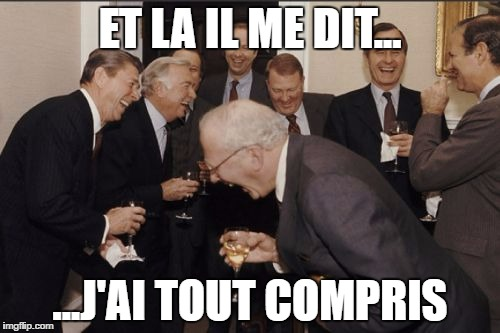 ET LA IL ME DIT...
...J'AI TOUT COMPRIS
imgflip.com